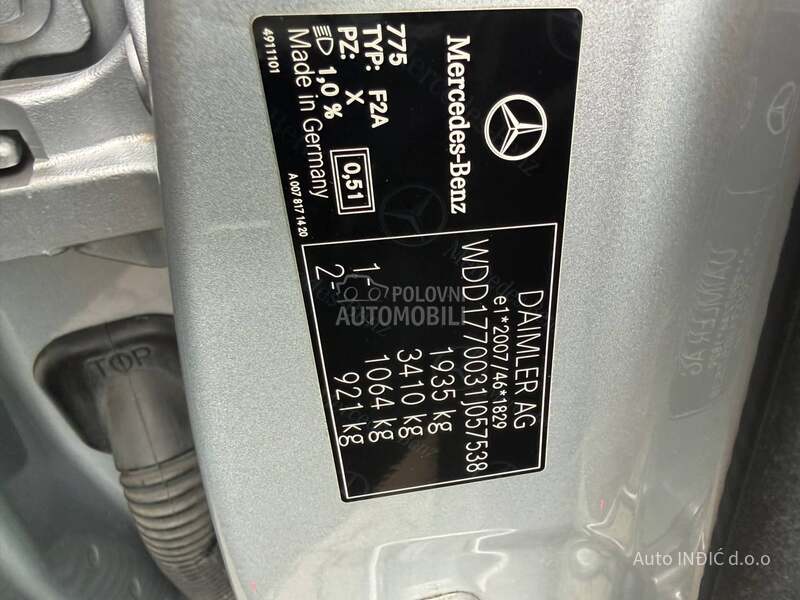 Mercedes-Benz
775
TYP: F2A
PZ: X
1,0 %
0,51
Made in Germany
4911101
A 007 817 14 20
DAIMLER AG
e1*2007/46*1829
WDD1770031J057538
1935 kg
3410 kg
1- 1064 kg
2- 921 kg
POLOVNI
AUTOMOBILI
TOP
Auto INĐIĆ d.o.o